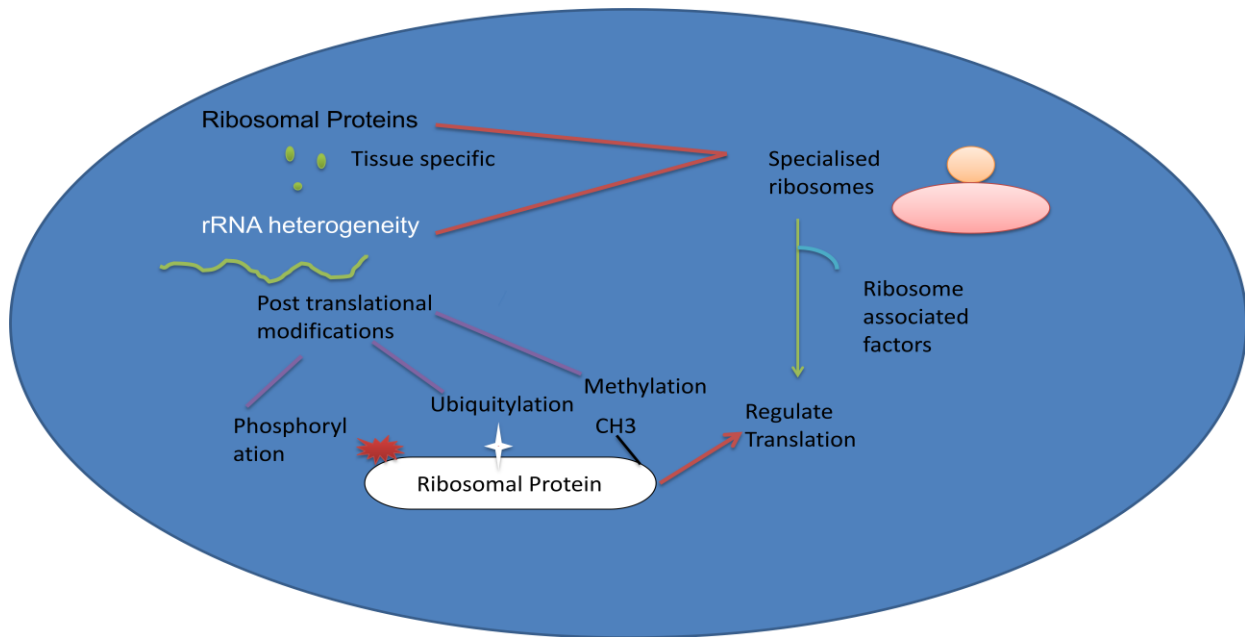 Ribosomal Proteins
Tissue specific
rRNA heterogeneity
Specialised
ribosomes
Ribosome
associated
factors
Post translational
modifications
Phosphoryl
ation
Ubiquitylation
Methylation
CH3
Ribosomal Protein
Regulate
Translation